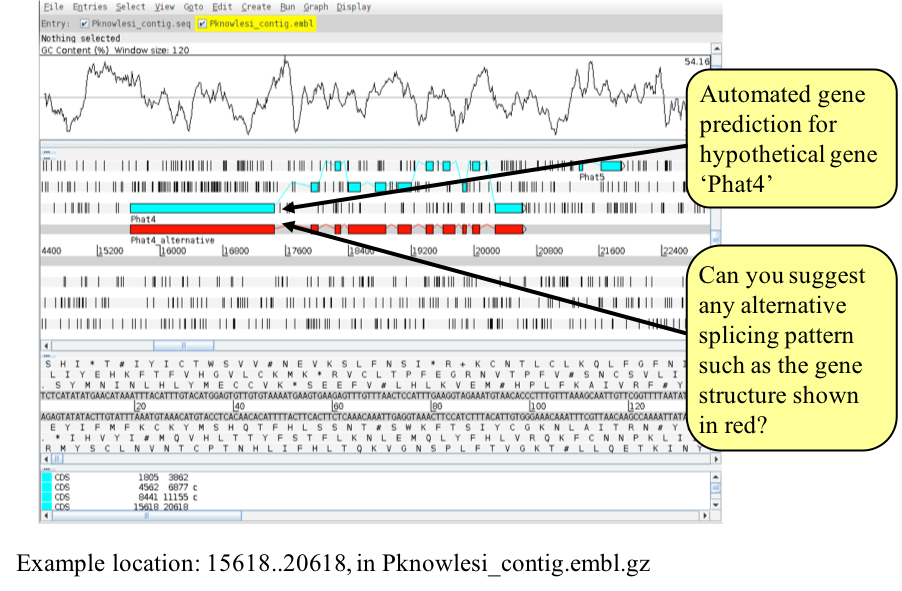 File Entries Select View Goto Edit Create Run Graph Display
Entry: Pknowlesi_contig.seq Pknowlesi_contig.embl
Nothing selected
GC Content (%) Window size: 120
54.16
Automated gene
prediction for
hypothetical gene
‘Phat4’
Phat5
Phat4
Phat4_alternative
4400 15200 16000 16800 17600 18400 19200 20000 20800 21600 22400
Can you suggest
any alternative
splicing pattern
such as the gene
structure shown
in red?
S H I * T # I Y I C T W S V V # N E V K S L F N S I * R + K C N T L C L K Q L F G F N I
L I Y E H K T F V H G V L C K M K * R V C L T P F E G R N V T P F V # S N C S V L I
. S Y M N I N L H L Y M E C C V K * S E E F V # L H L K V E M # H P L F K A I V R F # Y
20 40 60 80 100 120
E Y I F M F K C K Y M S H Q T F H L S S N T # S W K F T S I Y C G K N L A I T R N # Y
. * I H V Y I # M Q V H L T T Y F S T F L K N L E M Q L Y F H L V R Q K F C N N P K L I
R M Y S C L N V N T C P T N H L I F H L T Q K V G N S P L F T V G K T # L L Q E T K I N Y
CDS 1805 3862
CDS 4562 6877 c
CDS 8441 11155 c
CDS 15618 20618
Example location: 15618..20618, in Pknowlesi_contig.embl.gz